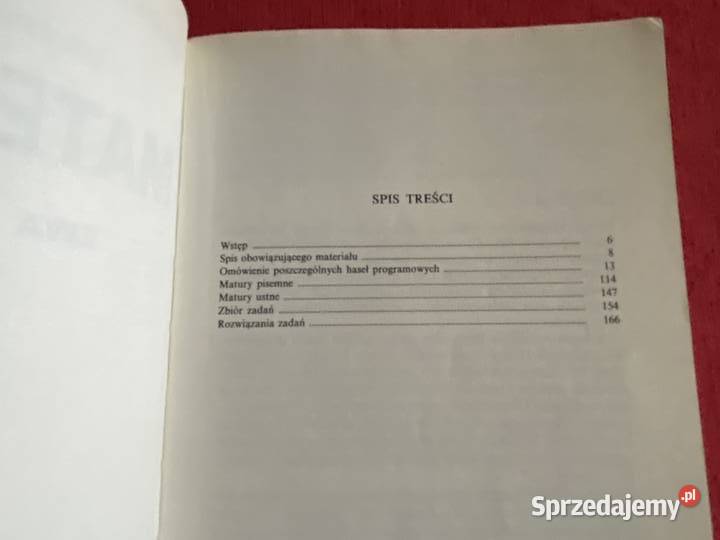 SPIS TREŚCI
Wstęp 6
Spis obowiązującego materiału 8
Omówienie poszczególnych haseł programowych 13
Matury pisemne 114
Matury ustne 147
Zbiór zadań 154
Rozwiązania zadań 166
Sprzedajemy.pl